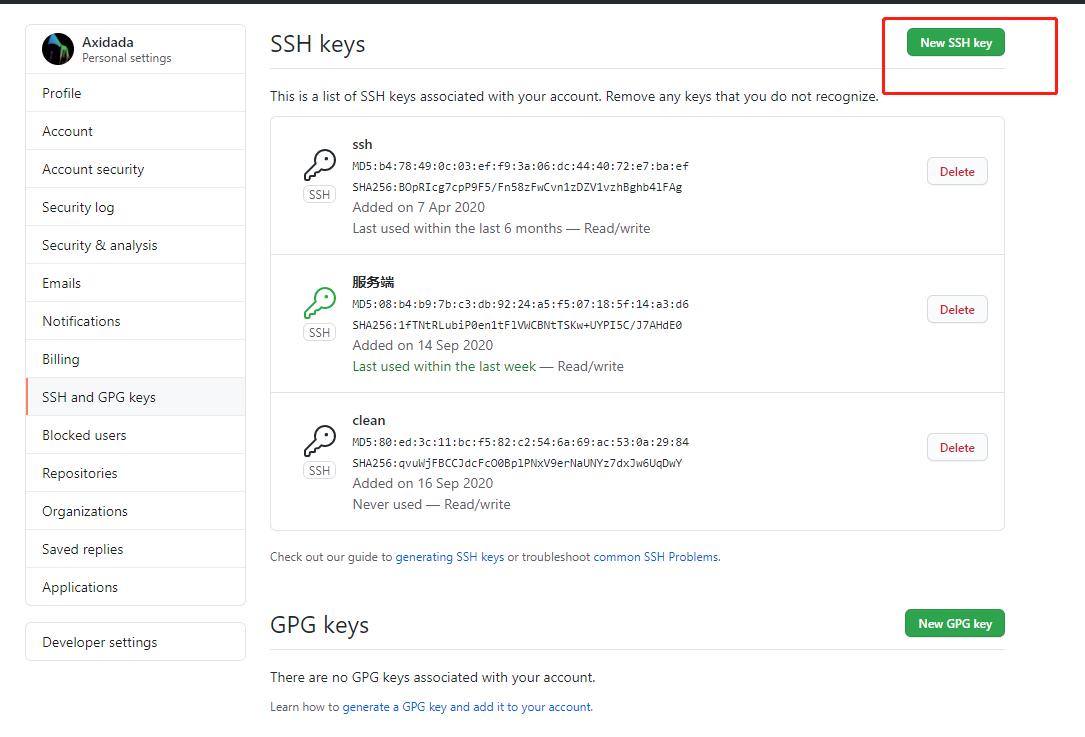 Axidada
Personal settings
Profile
Account
Account security
Security log
Security & analysis
Emails
Notifications
Billing
SSH and GPG keys
Blocked users
Repositories
Organizations
Saved replies
Applications
Developer settings
SSH keys
New SSH key
This is a list of SSH keys associated with your account. Remove any keys that you do not recognize.
SSH
ssh
MD5:b4:78:49:0c:03:ef:f9:3a:06:dc:44:40:72:e7:ba:ef
SHA256:BOpRIcg7cpP9F5/Fn58zFwCvn1zDZV1vzhBghb4lFAg
Added on 7 Apr 2020
Last used within the last 6 months — Read/write
Delete
SSH
服务端
MD5:08:b4:b9:7b:c3:db:92:24:a5:f5:07:18:5f:14:a3:d6
SHA256:1fTNtRLubiP0en1tFlVWCBNtTSKw+UYPI5C/J7AHdE0
Added on 14 Sep 2020
Last used within the last week — Read/write
Delete
SSH
clean
MD5:80:ed:3c:11:bc:f5:82:c2:54:6a:69:ac:53:0a:29:84
SHA256:qvuWjFBCCJdcFcO0BplPNxV9erNaUNYz7dxJw6UqDwY
Added on 16 Sep 2020
Never used — Read/write
Delete
Check out our guide to generating SSH keys or troubleshoot common SSH Problems.
GPG keys
New GPG key
There are no GPG keys associated with your account.
Learn how to generate a GPG key and add it to your account.